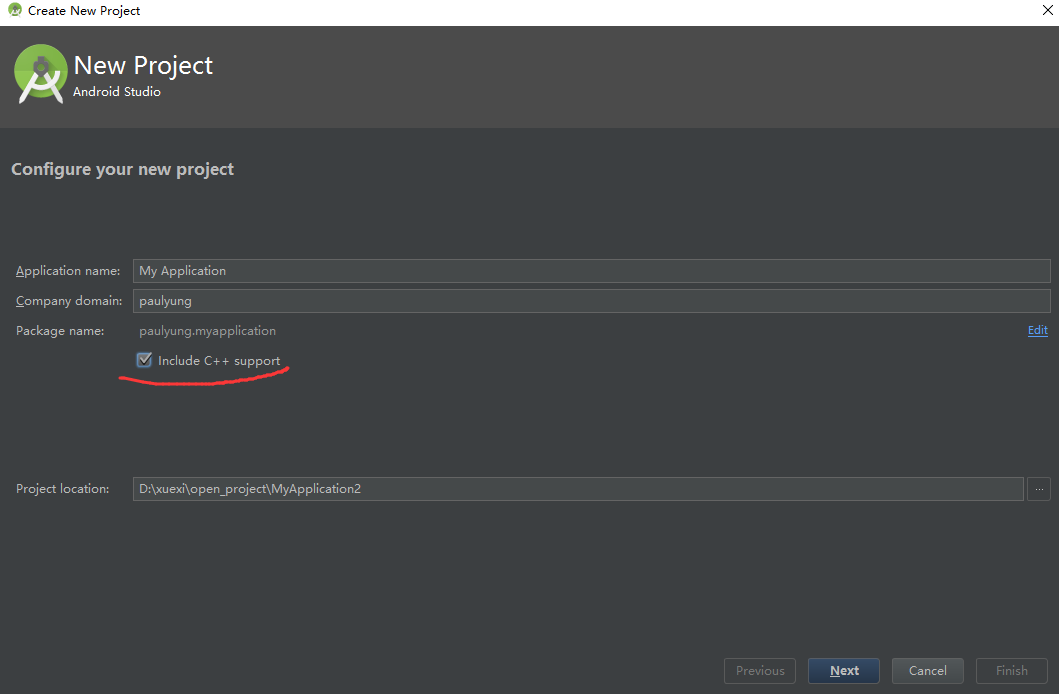 Create New Project
New Project
Android Studio
Configure your new project
Application name: My Application
Company domain: paulyung
Package name: paulyung.myapplication Edit
Include C++ support
Project location: D:\xuexi\open_project\MyApplication2 ...
Previous Next Cancel Finish